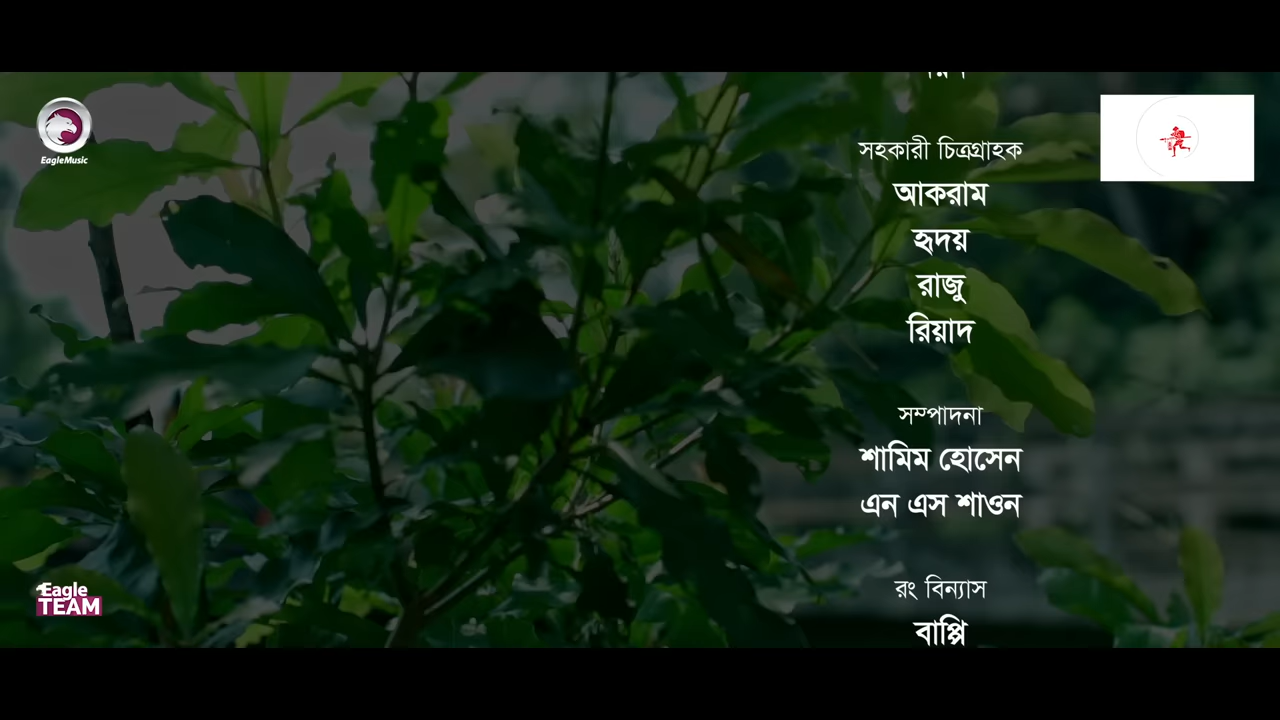 EagleMusic
সহকারী চিত্রগ্রাহক
আকরাম
হৃদয়
রাজু
রিয়াদ
সম্পাদনা
শামিম হোসেন
এন এস শাওন
রং বিন্যাস
বাপ্পি
Eagle
TEAM